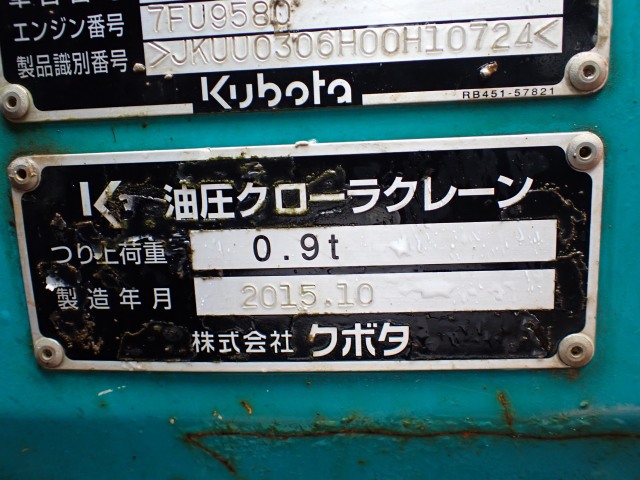 エンジン番号 7FU9580
製品識別番号 >JKUU0306H00H10724<
Kubota
RB451-57821
油圧クローラクレーン
つり上荷重 0.9t
製造年月 2015.10
株式会社 クボタ